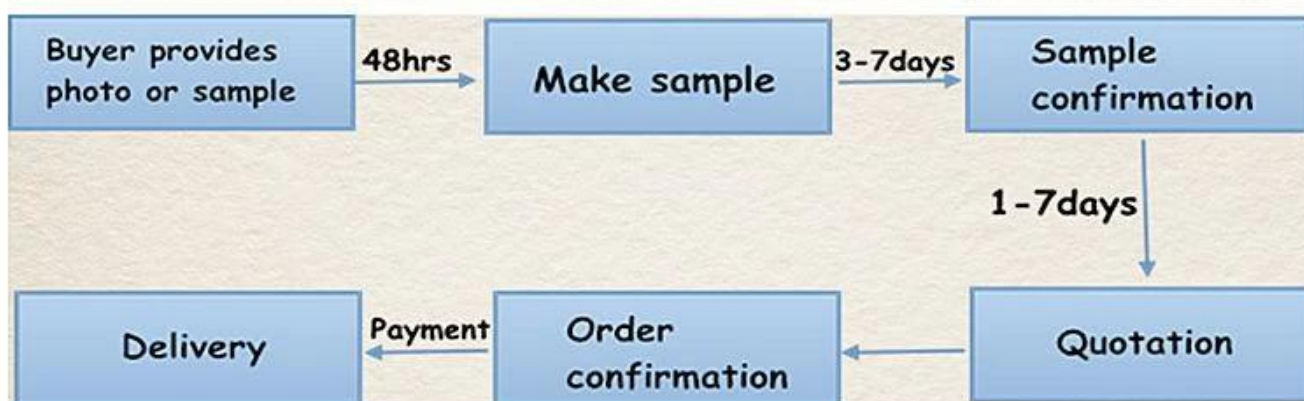 Buyer provides
photo or sample
48hrs
Make sample
3-7days
Sample
confirmation
1-7days
Quotation
Order
confirmation
Payment
Delivery